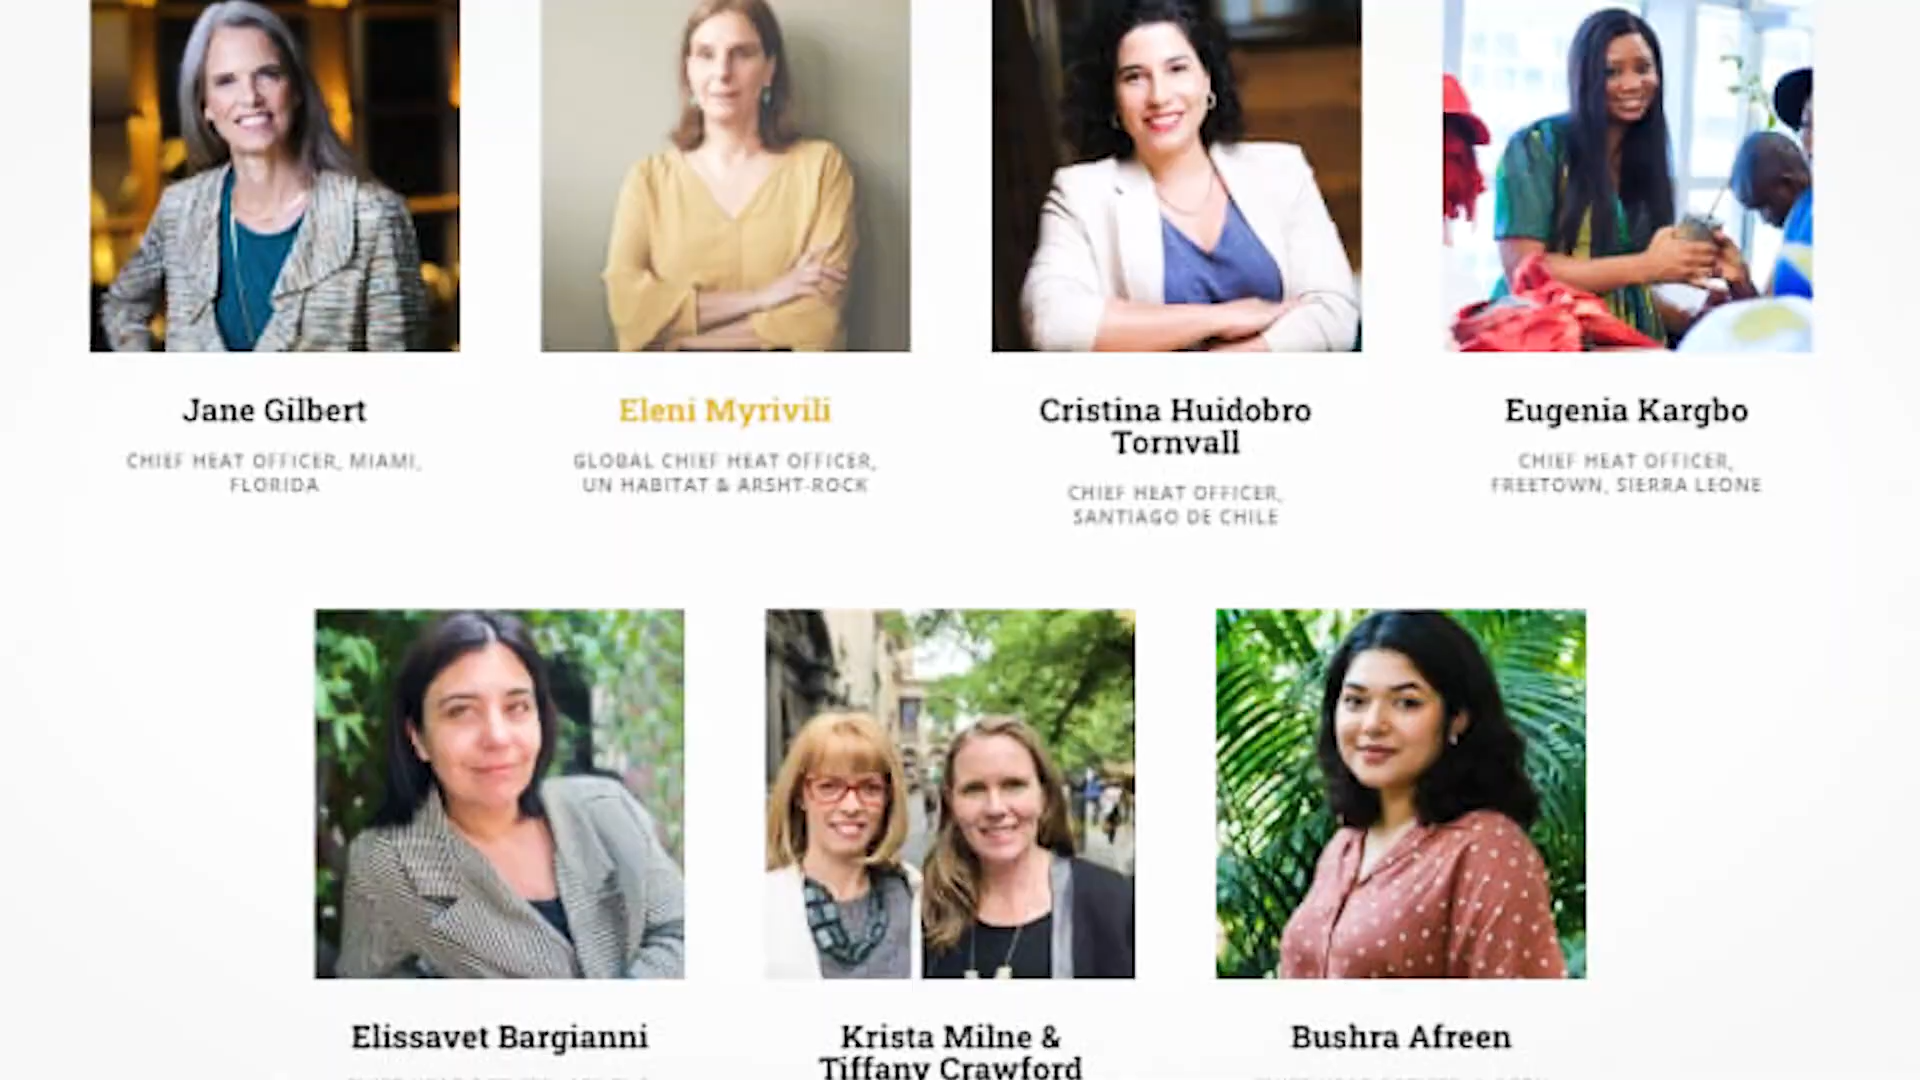 Jane Gilbert
CHIEF HEAT OFFICER, MIAMI,
FLORIDA
Eleni Myrivili
GLOBAL CHIEF HEAT OFFICER,
UN HABITAT & ARSHT-ROCK
Cristina Huidobro
Tornvall
CHIEF HEAT OFFICER,
SANTIAGO DE CHILE
Eugenia Kargbo
CHIEF HEAT OFFICER,
FREETOWN, SIERRA LEONE
Elissavet Bargianni
Krista Milne &
Tiffany Crawford
Bushra Afreen